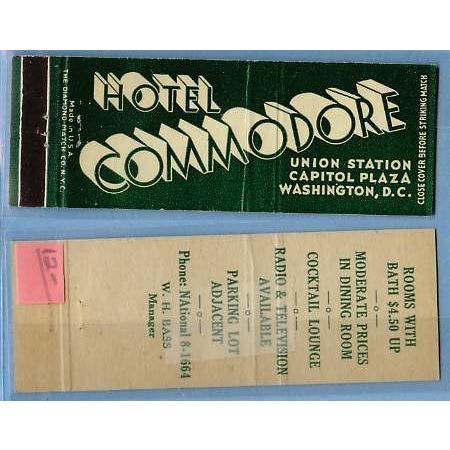 HOTEL
COMMODORE
UNION STATION
CAPITOL PLAZA
WASHINGTON, D.C.
CLOSE COVER BEFORE STRIKING MATCH
Made in U.S.A.
THE DIAMOND MATCH CO. N.Y.C.
12-
ROOMS WITH
BATH $4.50 UP
MODERATE PRICES
IN DINING ROOM
COCKTAIL LOUNGE
RADIO & TELEVISION
AVAILABLE
PARKING LOT
ADJACENT
Phone: NAtional 8-1664
W. H. BASS
Manager